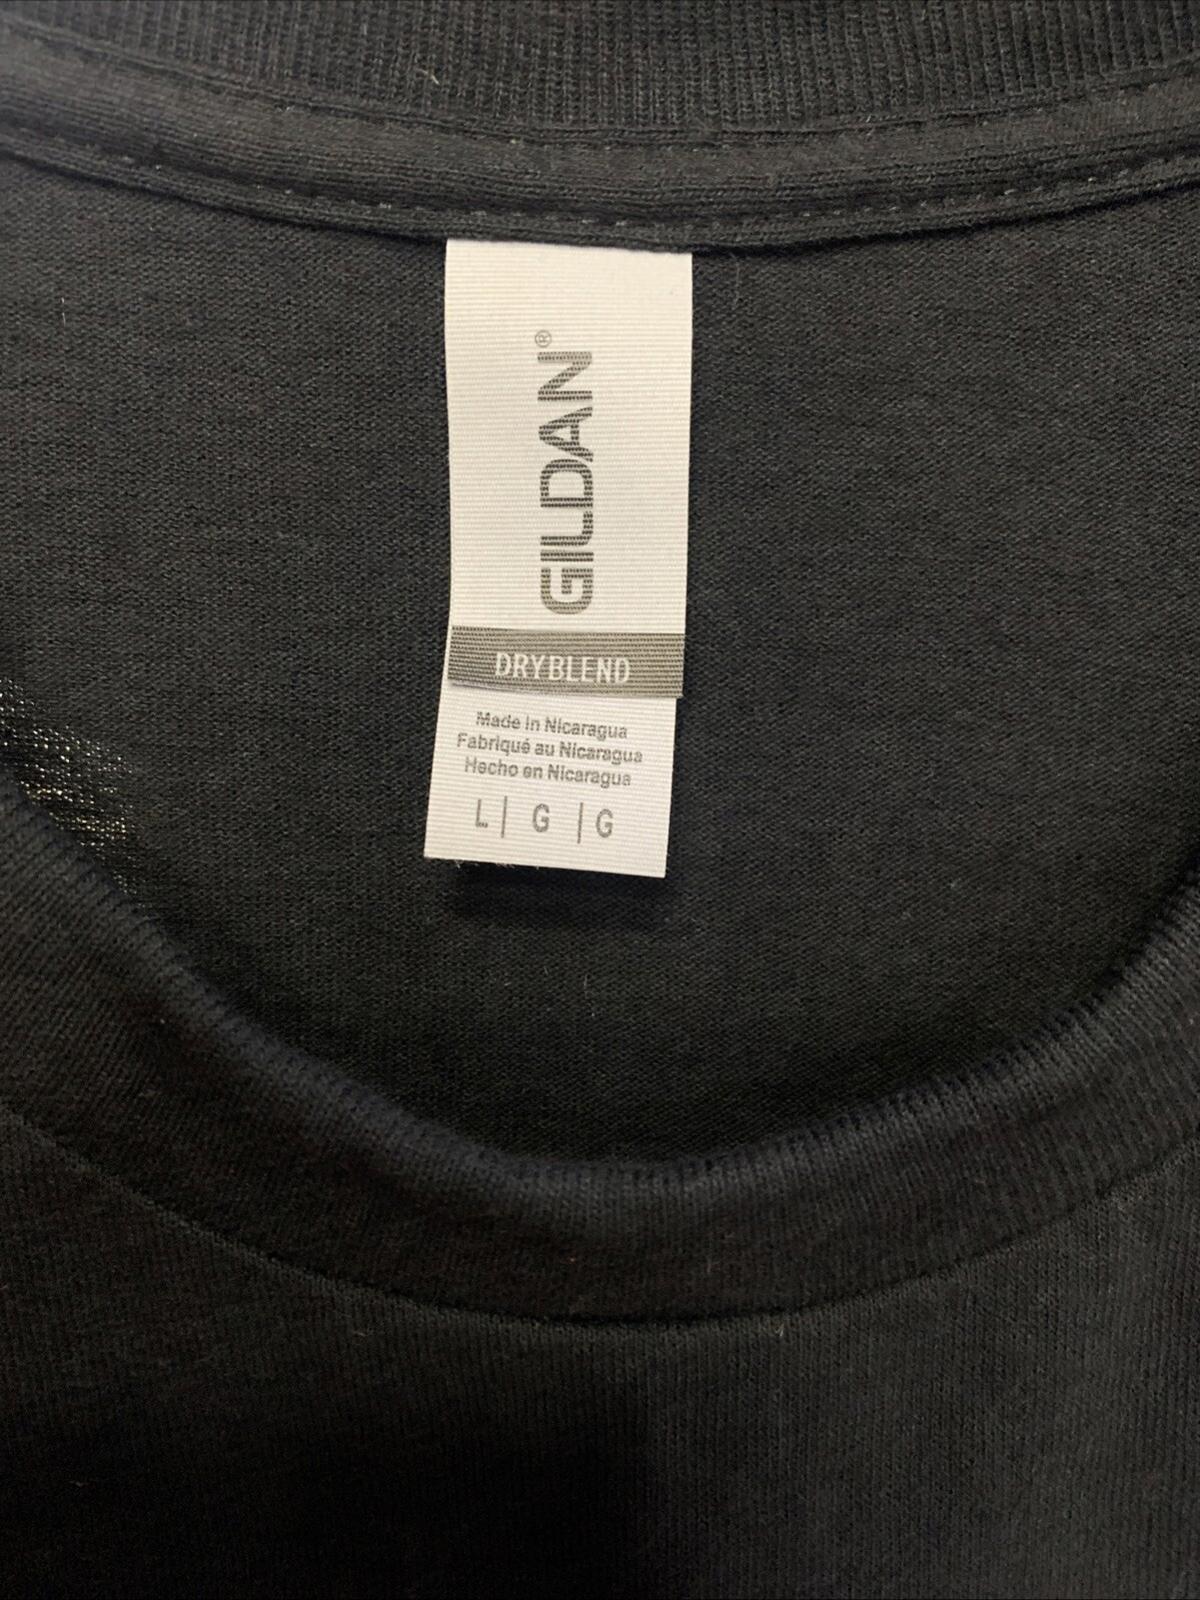 GILDAN®
DRYBLEND
Made in Nicaragua
Fabriqué au Nicaragua
Hecho en Nicaragua
L | G | G